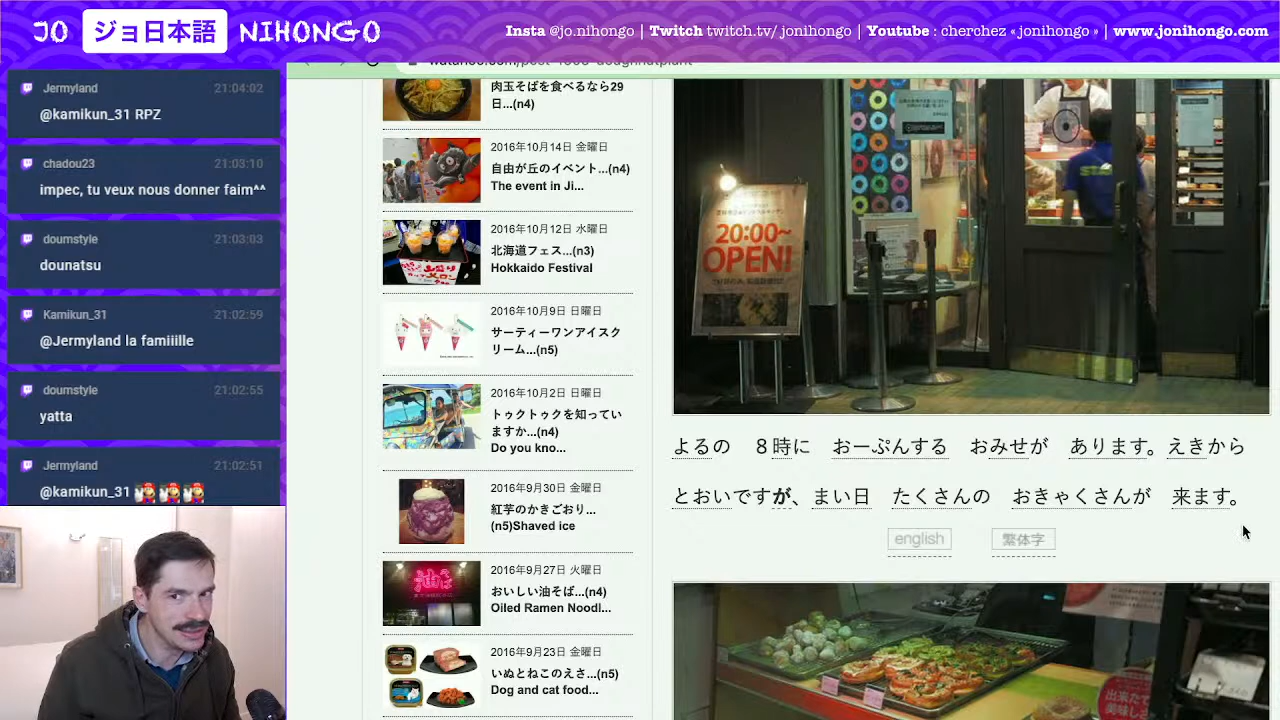 JO ジョ日本語 NIHONGO
Insta @jo.nihongo | Twitch twitch.tv/ jonihongo | Youtube : cherchez « jonihongo » | www.jonihongo.com
Jermyland 21:04:02
@kamikun_31 RPZ
chadou23 21:03:10
impec, tu veux nous donner faim^^
doumstyle 21:03:03
dounatsu
Kamikun_31 21:02:59
@Jermyland la famiiille
doumstyle 21:02:55
yatta
Jermyland 21:02:51
@kamikun_31
肉玉そばを食べるなら29
日...(n4)
2016年10月14日 金曜日
自由が丘のイベント...(n4)
The event in Ji...
2016年10月12日 水曜日
北海道フェス...(n3)
Hokkaido Festival
2016年10月9日 日曜日
サーティーワンアイスク
リーム...(n5)
2016年10月2日 日曜日
トゥクトゥクを知ってい
ますか...(n4)
Do you kno...
2016年9月30日 金曜日
紅芋のかきごおり...
(n5)Shaved ice
2016年9月27日 火曜日
おいしい油そば...(n4)
Oiled Ramen Noodl...
2016年9月23日 金曜日
いぬとねこのえさ...(n5)
Dog and cat food...
20:00~
OPEN!
よるの 8時に おーぷんする おみせが あります。えきから
とおいですが、まい日 たくさんの おきゃくさんが 来ます。
english 繁体字
出来たて
美味し